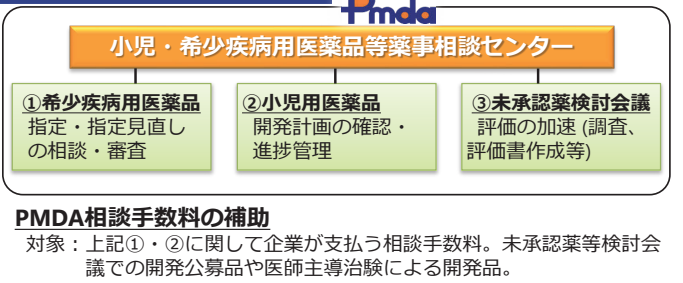 Pmda
小児・希少疾病用医薬品等薬事相談センター
①希少疾病用医薬品
指定・指定見直し
の相談・審査
②小児用医薬品
開発計画の確認・
進捗管理
③未承認薬検討会議
評価の加速 (調査、
評価書作成等)
PMDA相談手数料の補助
対象：上記①・②に関して企業が支払う相談手数料。未承認薬等検討会
議での開発公募品や医師主導治験による開発品。